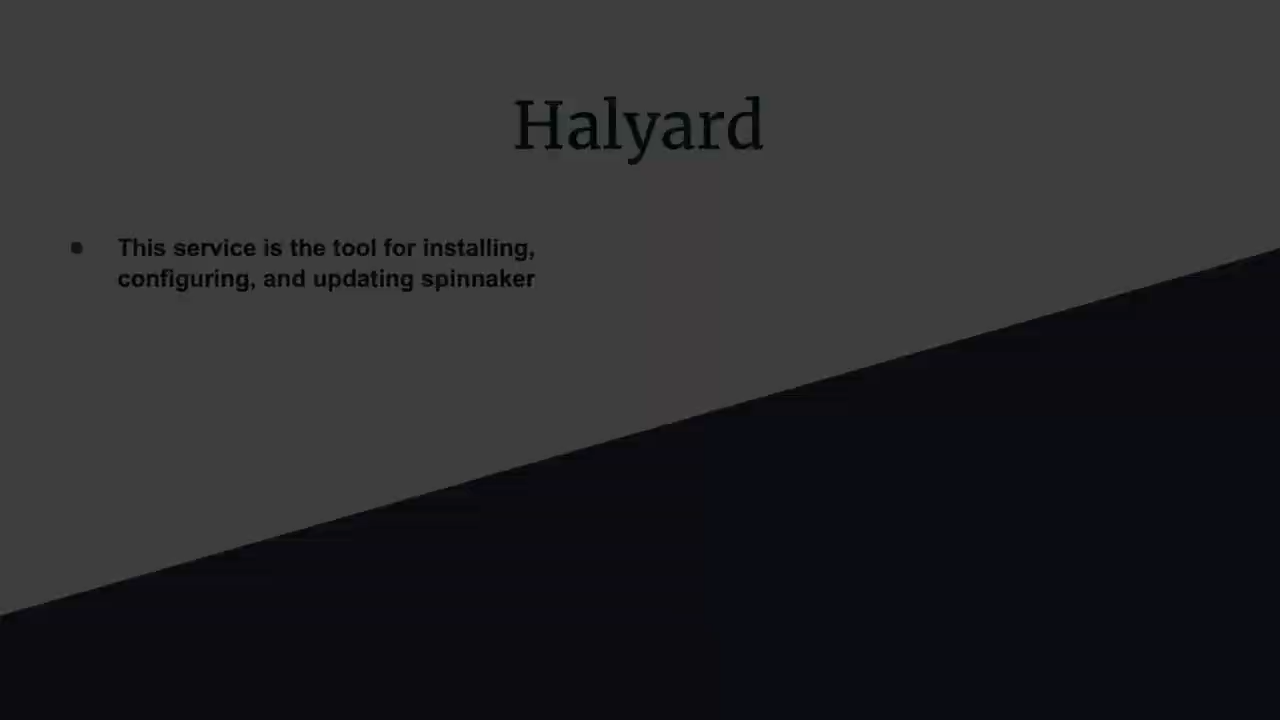 Halyard
• This service is the tool for installing,
configuring, and updating spinnaker